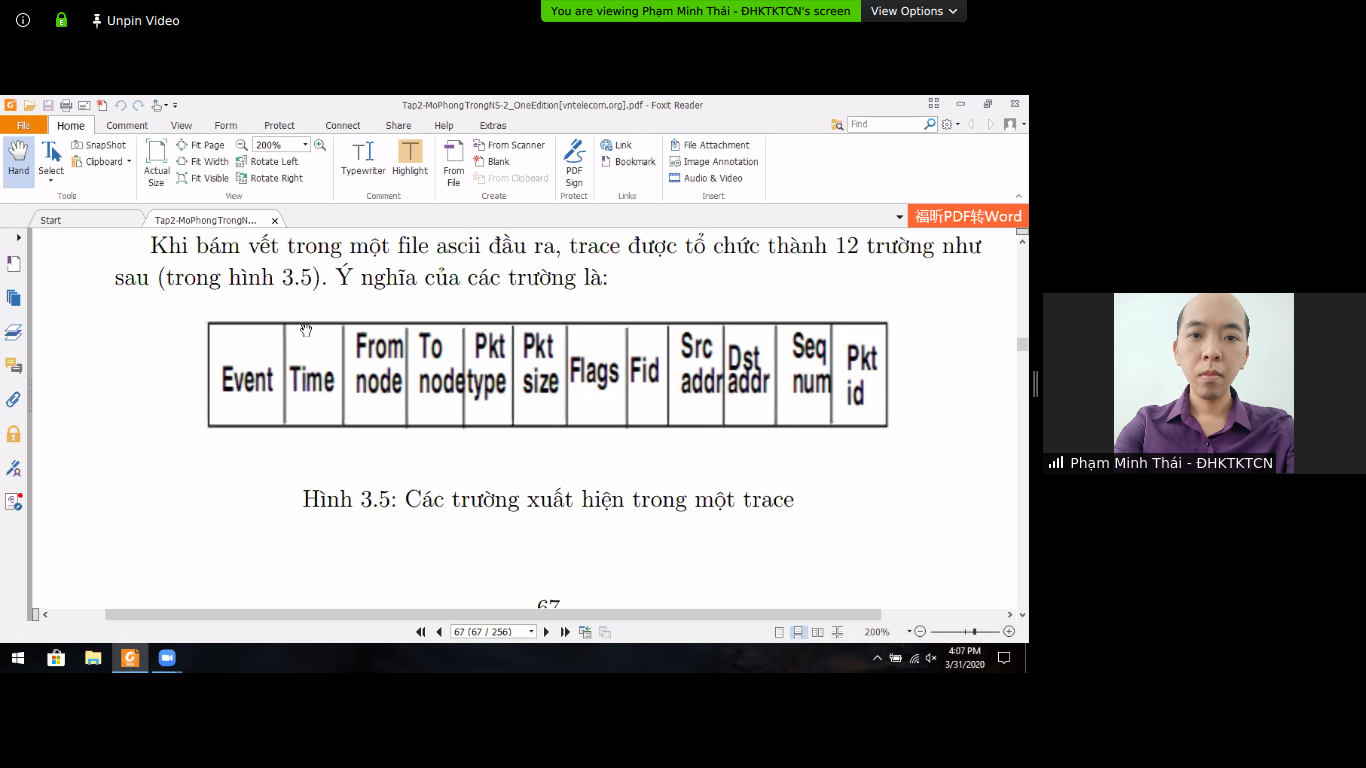 You are viewing Phạm Minh Thái - ĐHKTKTCN's screen
View Options
Unpin Video
Tap2-MoPhongTrongNS-2_OneEdition[vntelecom.org].pdf - Foxit Reader
File
Home
Comment
View
Form
Protect
Connect
Share
Help
Extras
Find
Hand
Select
SnapShot
Clipboard
Tools
Actual
Size
Fit Page
Fit Width
Fit Visible
200%
Rotate Left
Rotate Right
View
Typewriter
Highlight
Comment
From
File
From Scanner
Blank
From Clipboard
Create
PDF
Sign
Protect
Link
Bookmark
Links
File Attachment
Image Annotation
Audio & Video
Insert
Start
Tap2-MoPhongTrongN...
福昕PDF转Word
Khi bám vết trong một file ascii đầu ra, trace được tổ chức thành 12 trường như
sau (trong hình 3.5). Ý nghĩa của các trường là:
Event
Time
From
node
To
node
Pkt
type
Pkt
size
Flags
Fid
Src
addr
Dst
addr
Seq
num
Pkt
id
Hình 3.5: Các trường xuất hiện trong một trace
67
67 (67 / 256)
200%
4:07 PM
3/31/2020
Phạm Minh Thái - ĐHKTKTCN